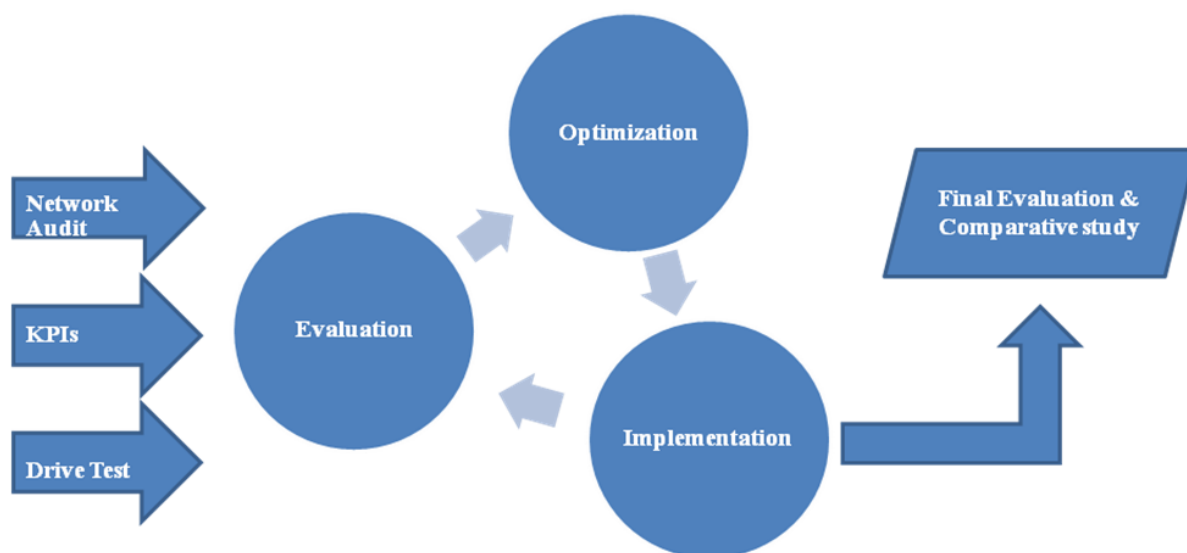 Optimization
Network
Audit
Final Evaluation &
Comparative study
KPIs
Evaluation
Implementation
Drive Test